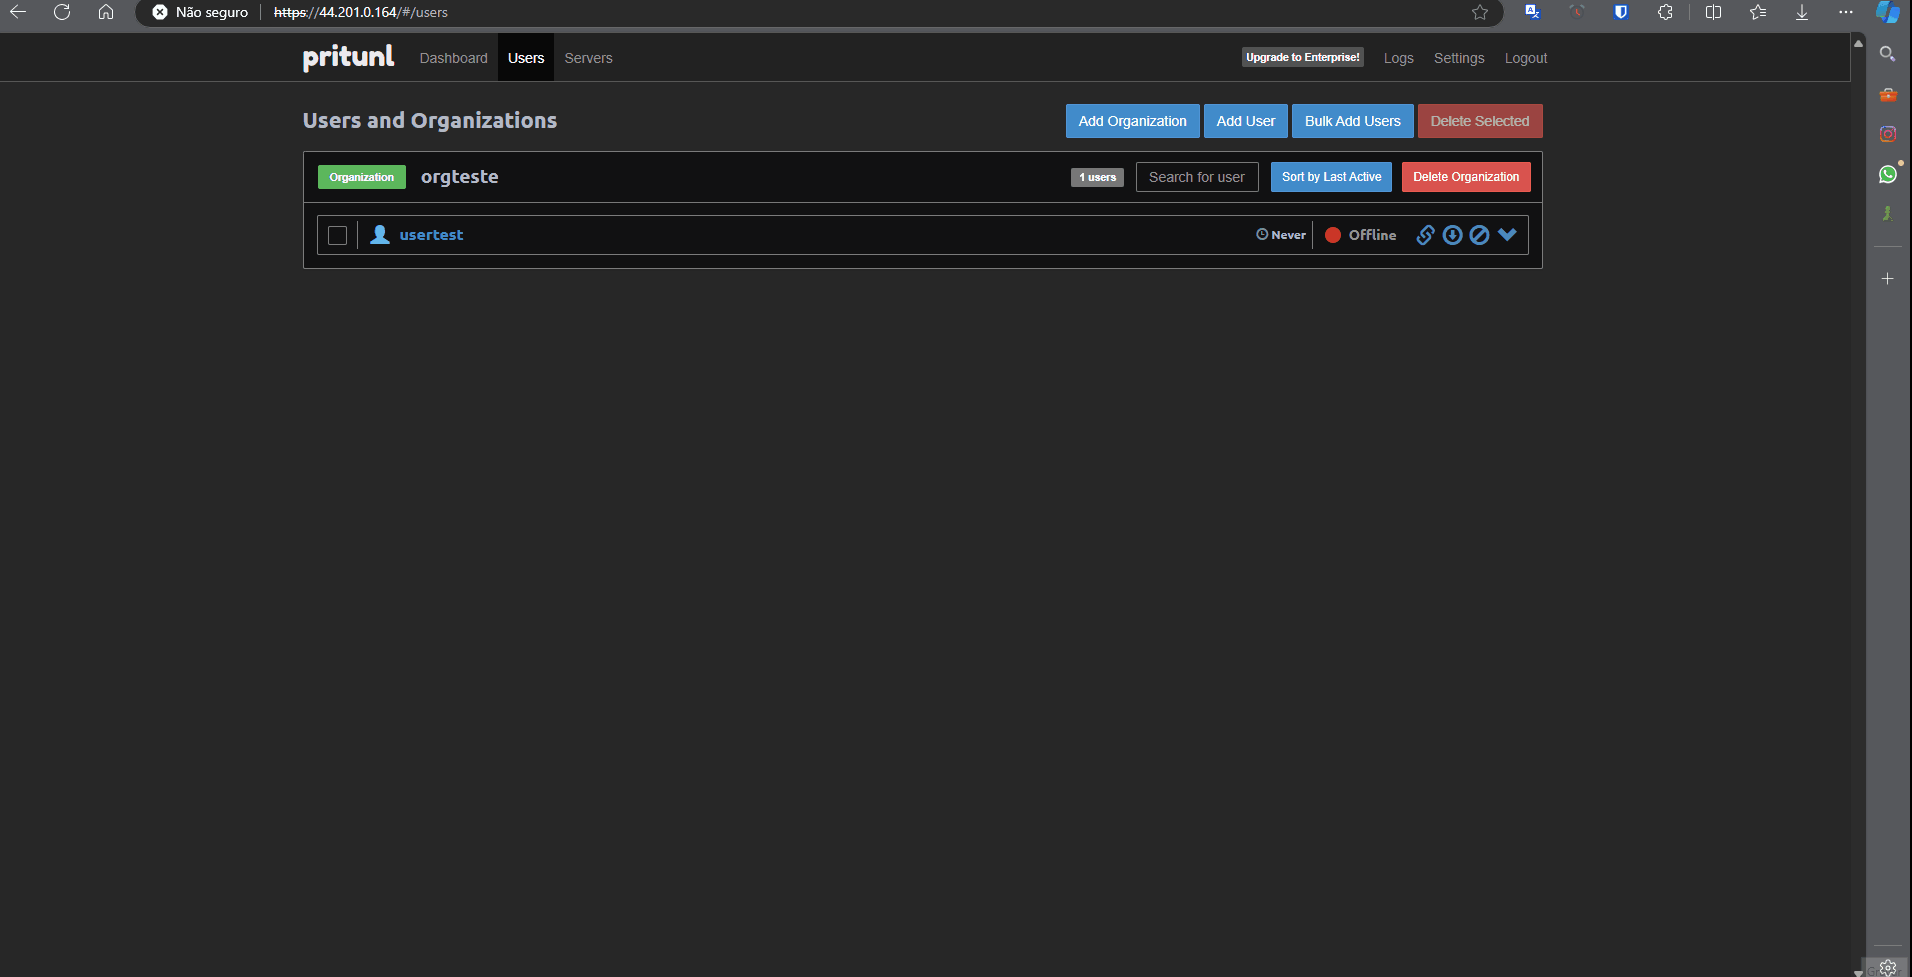 Não seguro https://44.201.0.164/#/users
pritunl Dashboard Users Servers Upgrade to Enterprise! Logs Settings Logout
Users and Organizations Add Organization Add User Bulk Add Users Delete Selected
Organization orgteste 1 users Search for user Sort by Last Active Delete Organization
usertest Never Offline